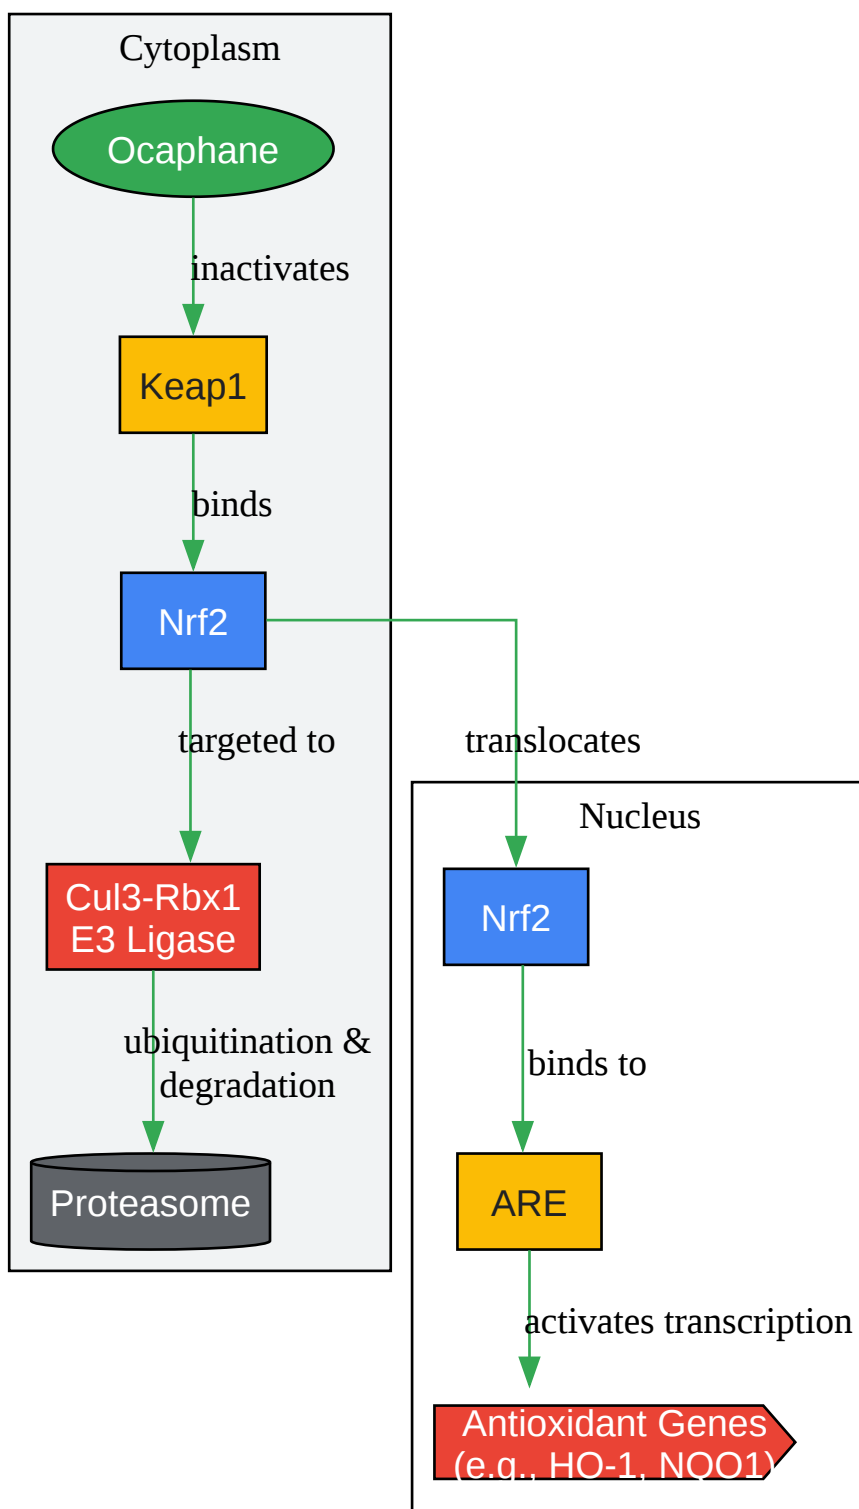 Cytoplasm
Ocaphane
inactivates
Keap1
binds
Nrf2
targeted to
translocates
Nucleus
Cul3-Rbx1
E3 Ligase
Nrf2
ubiquitination &
degradation
binds to
Proteasome
ARE
activates transcription
Antioxidant Genes
(e.g., HO-1, NQO1)